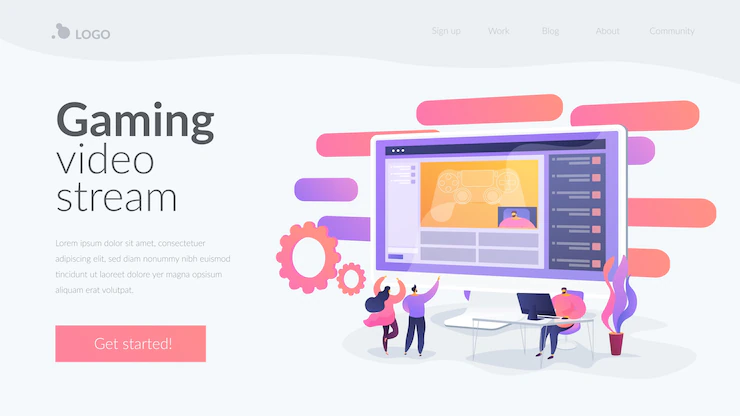 LOGO
Sign up Work Blog About Community
Gaming
video
stream
Lorem ipsum dolor sit amet, consectetuer
adipiscing elit, sed diam nonummy nibh euismod
tincidunt ut laoreet dolore yer magna opsum
aliquam erat volutpat,
Get started!